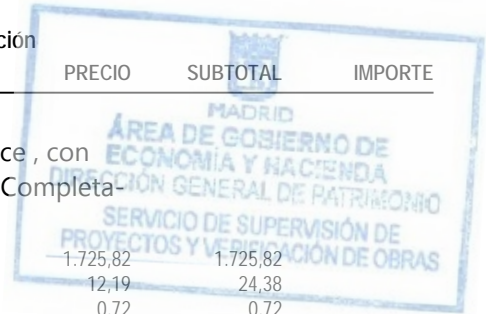 ción
PRECIO SUBTOTAL IMPORTE
MADRID
ÁREA DE GOBIERNO DE
ce , con
ECONOMÍA Y HACIENDA
Completa-
DIRECCIÓN GENERAL DE PATRIMONIO
SERVICIO DE SUPERVISIÓN DE
PROYECTOS Y VERIFICACIÓN DE OBRAS
1.725,82 1.725,82
12,19 24,38
0,72 0,72